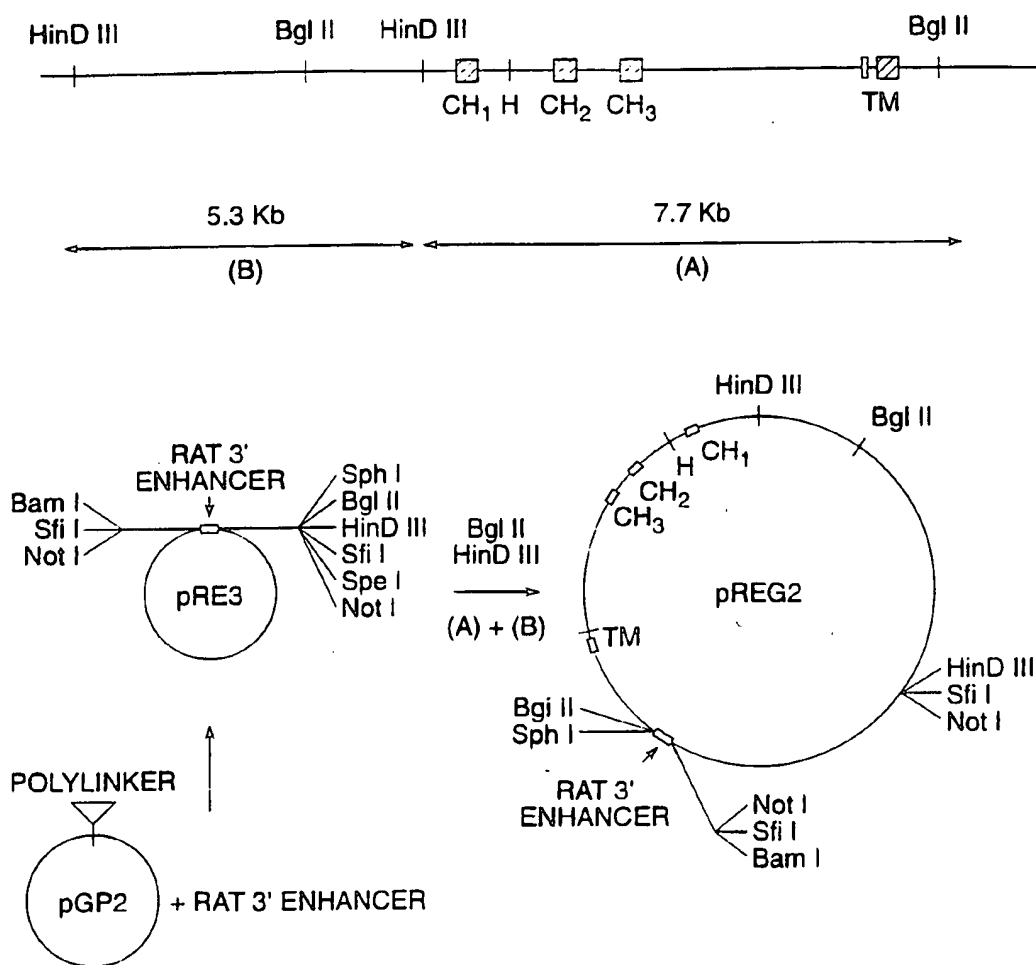 HinD III
Bgl II
HinD III
Bgl II
CH1
H
CH2
CH3
TM
5.3 Kb
(B)
7.7 Kb
(A)
RAT 3'
ENHANCER
Bam I
Sfi I
Not I
Sph I
Bgl II
HinD III
Sfi I
Spe I
Not I
pRE3
Bgl II
HinD III
(A) + (B)
HinD III
Bgl II
CH1
H
CH2
CH3
pREG2
TM
Bgi II
Sph I
RAT 3'
ENHANCER
Not I
Sfi I
Bam I
HinD III
Sfi I
Not I
POLYLINKER
pGP2
+ RAT 3' ENHANCER